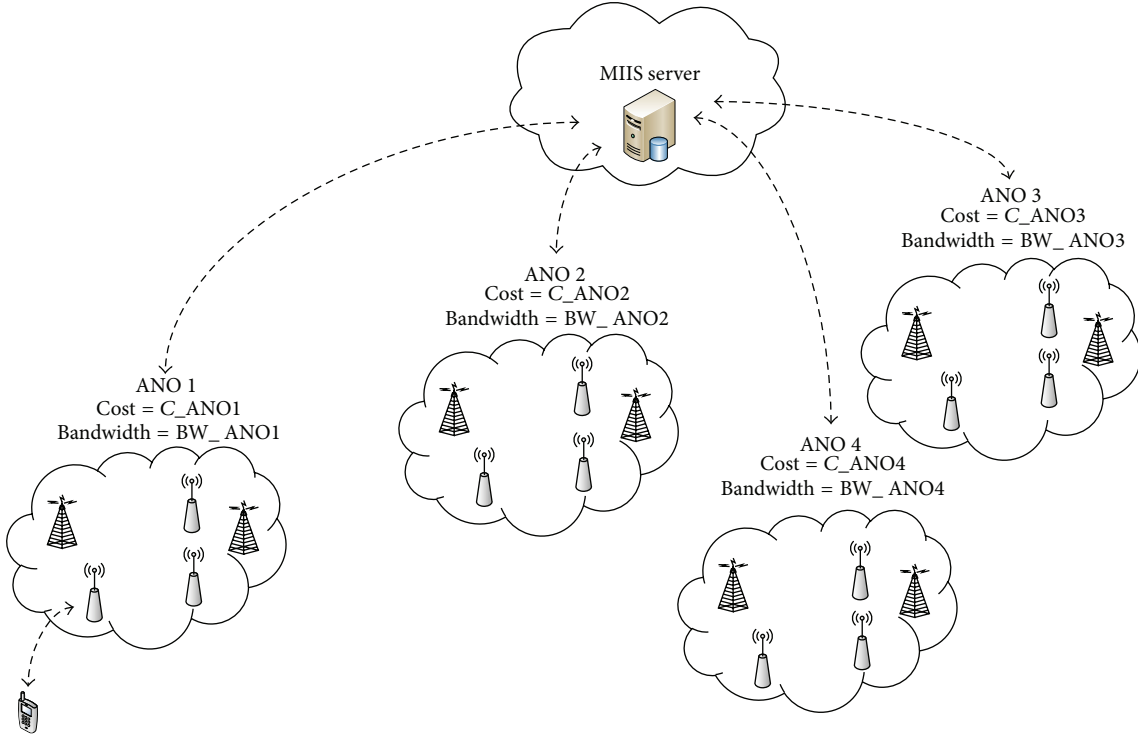 MIIS server
ANO 1
Cost = C_ANO1
Bandwidth = BW_ ANO1
ANO 2
Cost = C_ANO2
Bandwidth = BW_ ANO2
ANO 3
Cost = C_ANO3
Bandwidth = BW_ ANO3
ANO 4
Cost = C_ANO4
Bandwidth = BW_ ANO4